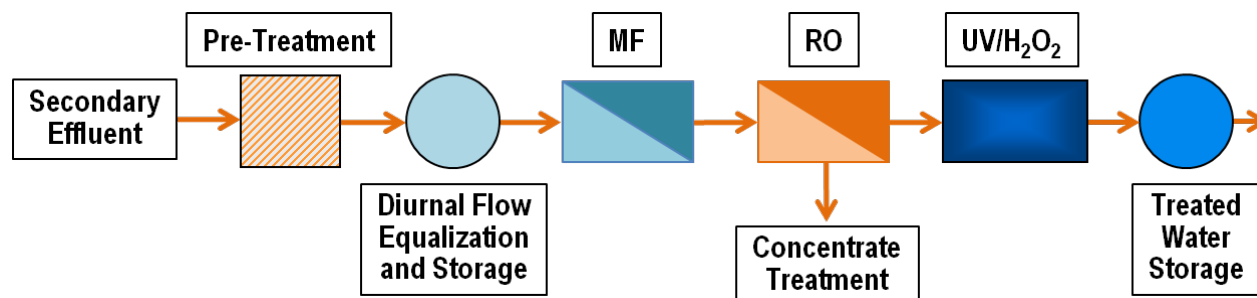 Pre-Treatment
MF
RO
UV/H₂O₂
Secondary
Effluent
Diurnal Flow
Equalization
and Storage
Concentrate
Treatment
Treated
Water
Storage